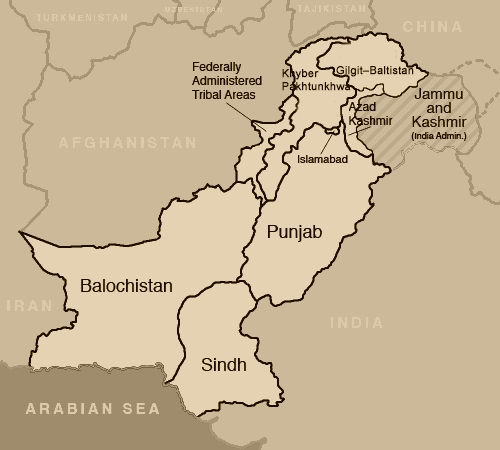 TURKMENISTAN
UZBEKISTAN
TAJIKISTAN
CHINA
Federally
Administered
Tribal Areas
Khyber
Pakhtunkhwa
Gilgit–Baltistan
Azad
Kashmir
Jammu
and
Kashmir
(India Admin.)
AFGHANISTAN
Islamabad
Punjab
Balochistan
IRAN
INDIA
Sindh
ARABIAN SEA